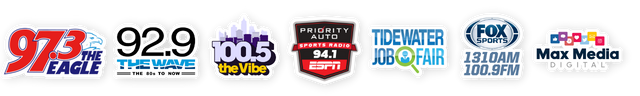 97.3 THE
EAGLE
92.9
THE WAVE
THE 80s TO NOW
100.5
the Vibe
PRIORITY
AUTO
SPORTS RADIO
94.1
ESPN
TIDEWATER
JOB FAIR
FOX
SPORTS
1310AM
100.9FM
Max Media
DIGITAL